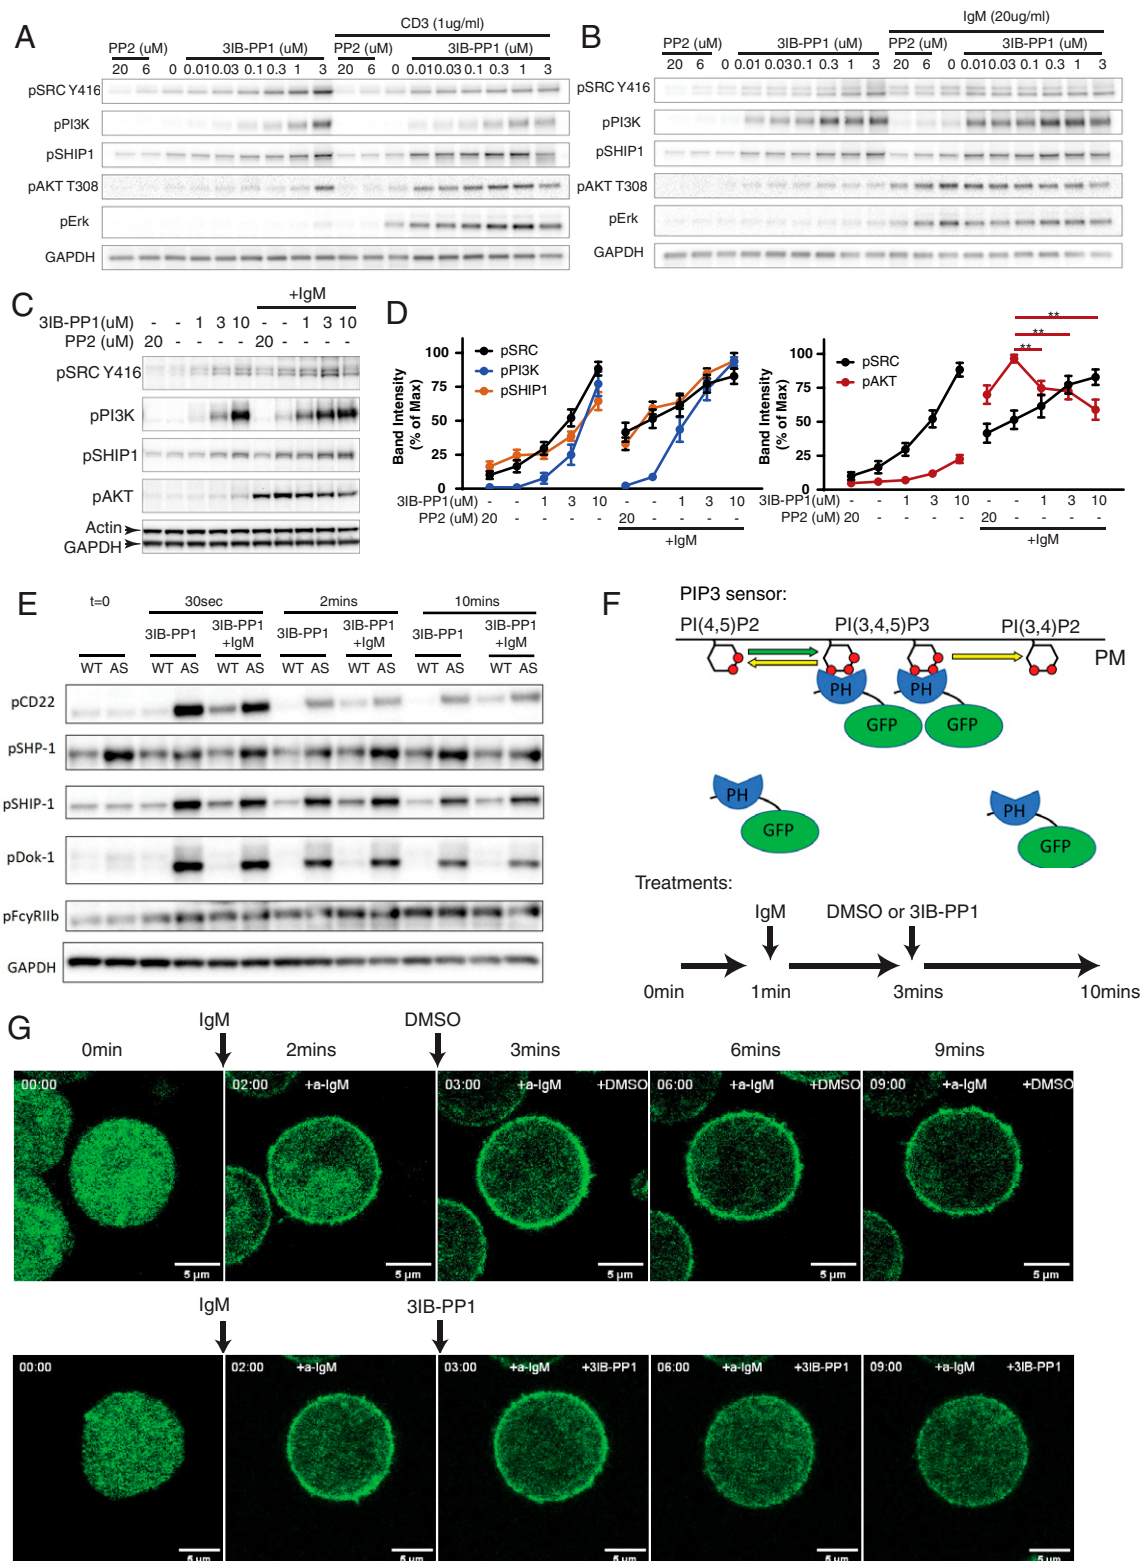 A
CD3 (1ug/ml)
PP2 (uM) 3IB-PP1 (uM) PP2 (uM) 3IB-PP1 (uM)
20 6 0 0.01 0.03 0.1 0.3 1 3 20 6 0 0.01 0.03 0.1 0.3 1 3
pSRC Y416
pPI3K
pSHIP1
pAKT T308
pErk
GAPDH
B
IgM (20ug/ml)
PP2 (uM) 3IB-PP1 (uM) PP2 (uM) 3IB-PP1 (uM)
20 6 0 0.01 0.03 0.1 0.3 1 3 20 6 0 0.01 0.03 0.1 0.3 1 3
pSRC Y416
pPI3K
pSHIP1
pAKT T308
pErk
GAPDH
C
+IgM
3IB-PP1(uM) - - 1 3 10 - - 1 3 10
PP2 (uM) 20 - - - - 20 - - - -
pSRC Y416
pPI3K
pSHIP1
pAKT
Actin
GAPDH
D
Band Intensity
(% of Max)
100
75
50
25
0
pSRC
pPI3K
pSHIP1
3IB-PP1(uM) - - 1 3 10 - - 1 3 10
PP2 (uM) 20 - - - - 20 - - - -
+IgM
Band Intensity
(% of Max)
100
75
50
25
0
pSRC
pAKT
**
**
**
3IB-PP1(uM) - - 1 3 10 - - 1 3 10
PP2 (uM) 20 - - - - 20 - - - -
+IgM
E
t=0 30sec 2mins 10mins
3IB-PP1 3IB-PP1 +IgM 3IB-PP1 3IB-PP1 +IgM 3IB-PP1 3IB-PP1 +IgM
WT AS WT AS WT AS WT AS WT AS WT AS WT AS
pCD22
pSHP-1
pSHIP-1
pDok-1
pFcyRIIb
GAPDH
F
PIP3 sensor:
PI(4,5)P2 PI(3,4,5)P3 PI(3,4)P2
PM
PH PH
GFP GFP
PH PH
GFP GFP
Treatments:
IgM DMSO or 3IB-PP1
0min 1min 3mins 10mins
G
IgM DMSO
0min 2mins 3mins 6mins 9mins
00:00 02:00 +a-IgM 03:00 +a-IgM +DMSO 06:00 +a-IgM +DMSO 09:00 +a-IgM +DMSO
5 µm 5 µm 5 µm 5 µm 5 µm
IgM 3IB-PP1
00:00 02:00 +a-IgM 03:00 +a-IgM +3IB-PP1 06:00 +a-IgM +3IB-PP1 09:00 +a-IgM +3IB-PP1
5 µm 5 µm 5 µm 5 µm 5 µm